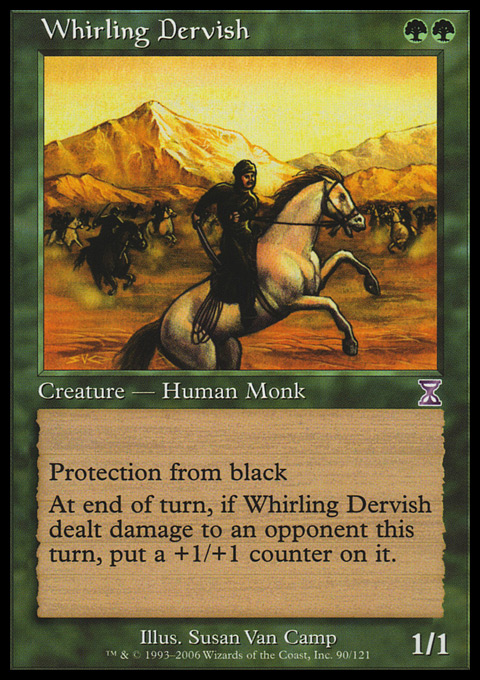 Whirling Dervish
SVC
Creature — Human Monk
Protection from black
At end of turn, if Whirling Dervish
dealt damage to an opponent this
turn, put a +1/+1 counter on it.
Illus. Susan Van Camp
1/1
™ & © 1993–2006 Wizards of the Coast, Inc. 90/121